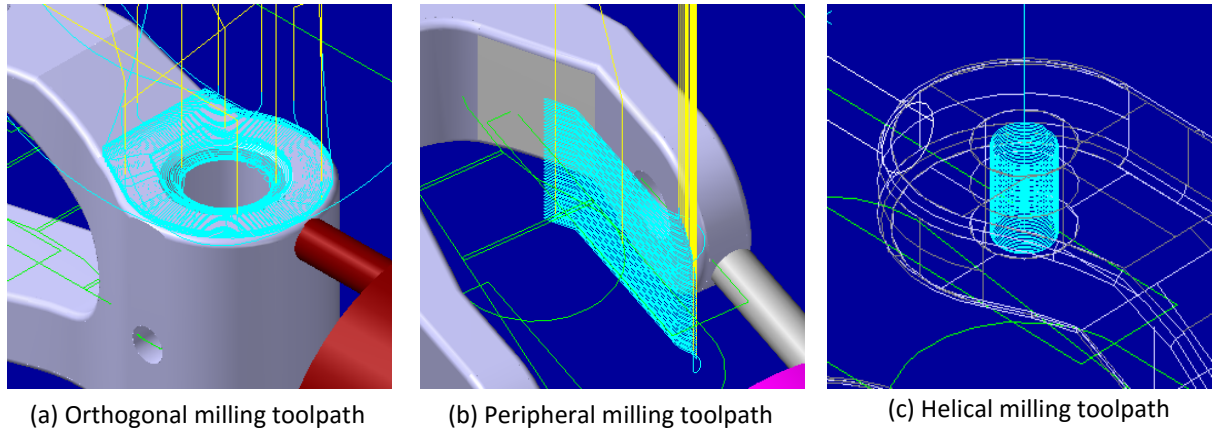 (a) Orthogonal milling toolpath
(b) Peripheral milling toolpath
(c) Helical milling toolpath